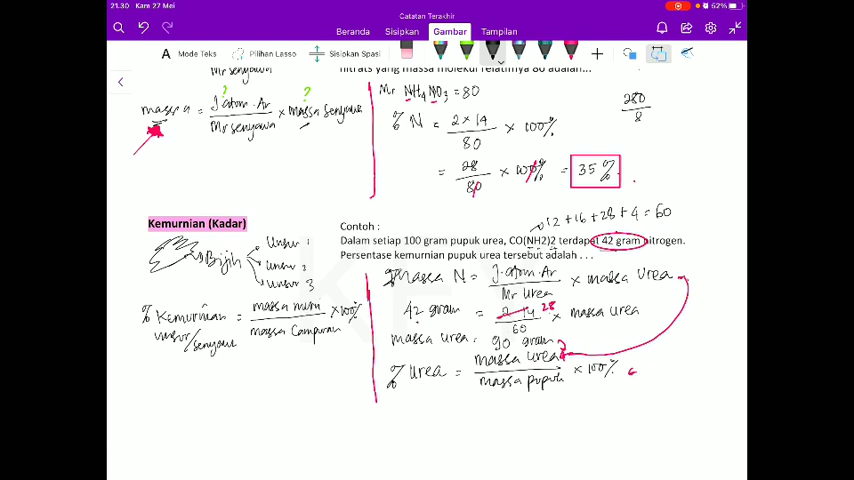 21.30 Kam 27 Mei
62%
Catatan Terakhir
Beranda Sisipkan Gambar Tampilan
A Mode Teks Pilihan Lasso Sisipkan Spasi
Mr senyawa
nitrat yang massa molekul relatifnya 80 adalah...
? ?
massa = J.atom.Ar / Mr senyawa × massa senyawa
Mr NH4NO3 = 80
% N = 2 × 14 / 80 × 100%
= 28 / 80 × 100% = 35 %.
280 / 8
Kemurnian (Kadar)
Bijih
Unsur 1
Unsur 2
Unsur 3
% Kemurnian unsur/senyawa = massa murni / massa Campuran × 100%
Contoh :
12 + 16 + 28 + 4 = 60
Dalam setiap 100 gram pupuk urea, CO(NH2)2 terdapat 42 gram nitrogen.
Persentase kemurnian pupuk urea tersebut adalah ...
massa N = J.atom.Ar / Mr Urea × massa Urea
42 gram = 2 . 14 28 / 60 × massa urea
massa urea = 90 gram
% Urea = massa urea / massa pupuk × 100%